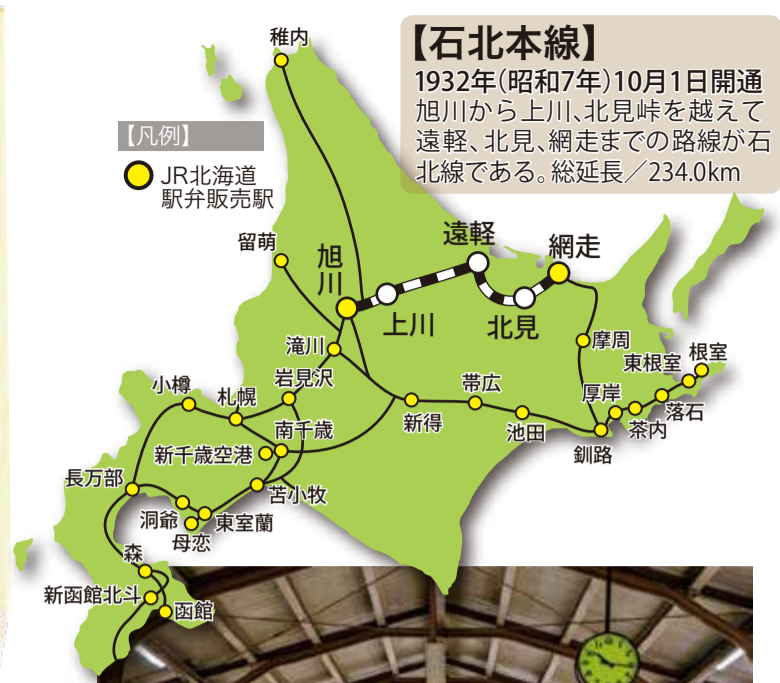 【石北本線】
1932年(昭和7年)10月1日開通
旭川から上川、北見峠を越えて
遠軽、北見、網走までの路線が石
北線である。総延長／234.0km
【凡例】
JR北海道
駅弁販売駅
稚内
留萌
旭川
上川
遠軽
北見
網走
滝川
岩見沢
小樽
札幌
南千歳
新千歳空港
苫小牧
長万部
洞爺
母恋
東室蘭
森
新函館北斗
函館
新得
帯広
池田
釧路
摩周
厚岸
茶内
落石
東根室
根室